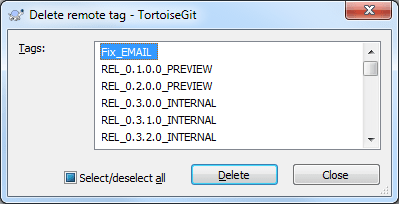 Delete remote tag - TortoiseGit
Tags:
Fix_EMAIL
REL_0.1.0.0_PREVIEW
REL_0.2.0.0_PREVIEW
REL_0.3.0.0_INTERNAL
REL_0.3.1.0_INTERNAL
REL_0.3.2.0_INTERNAL
Select/deselect all
Delete
Close